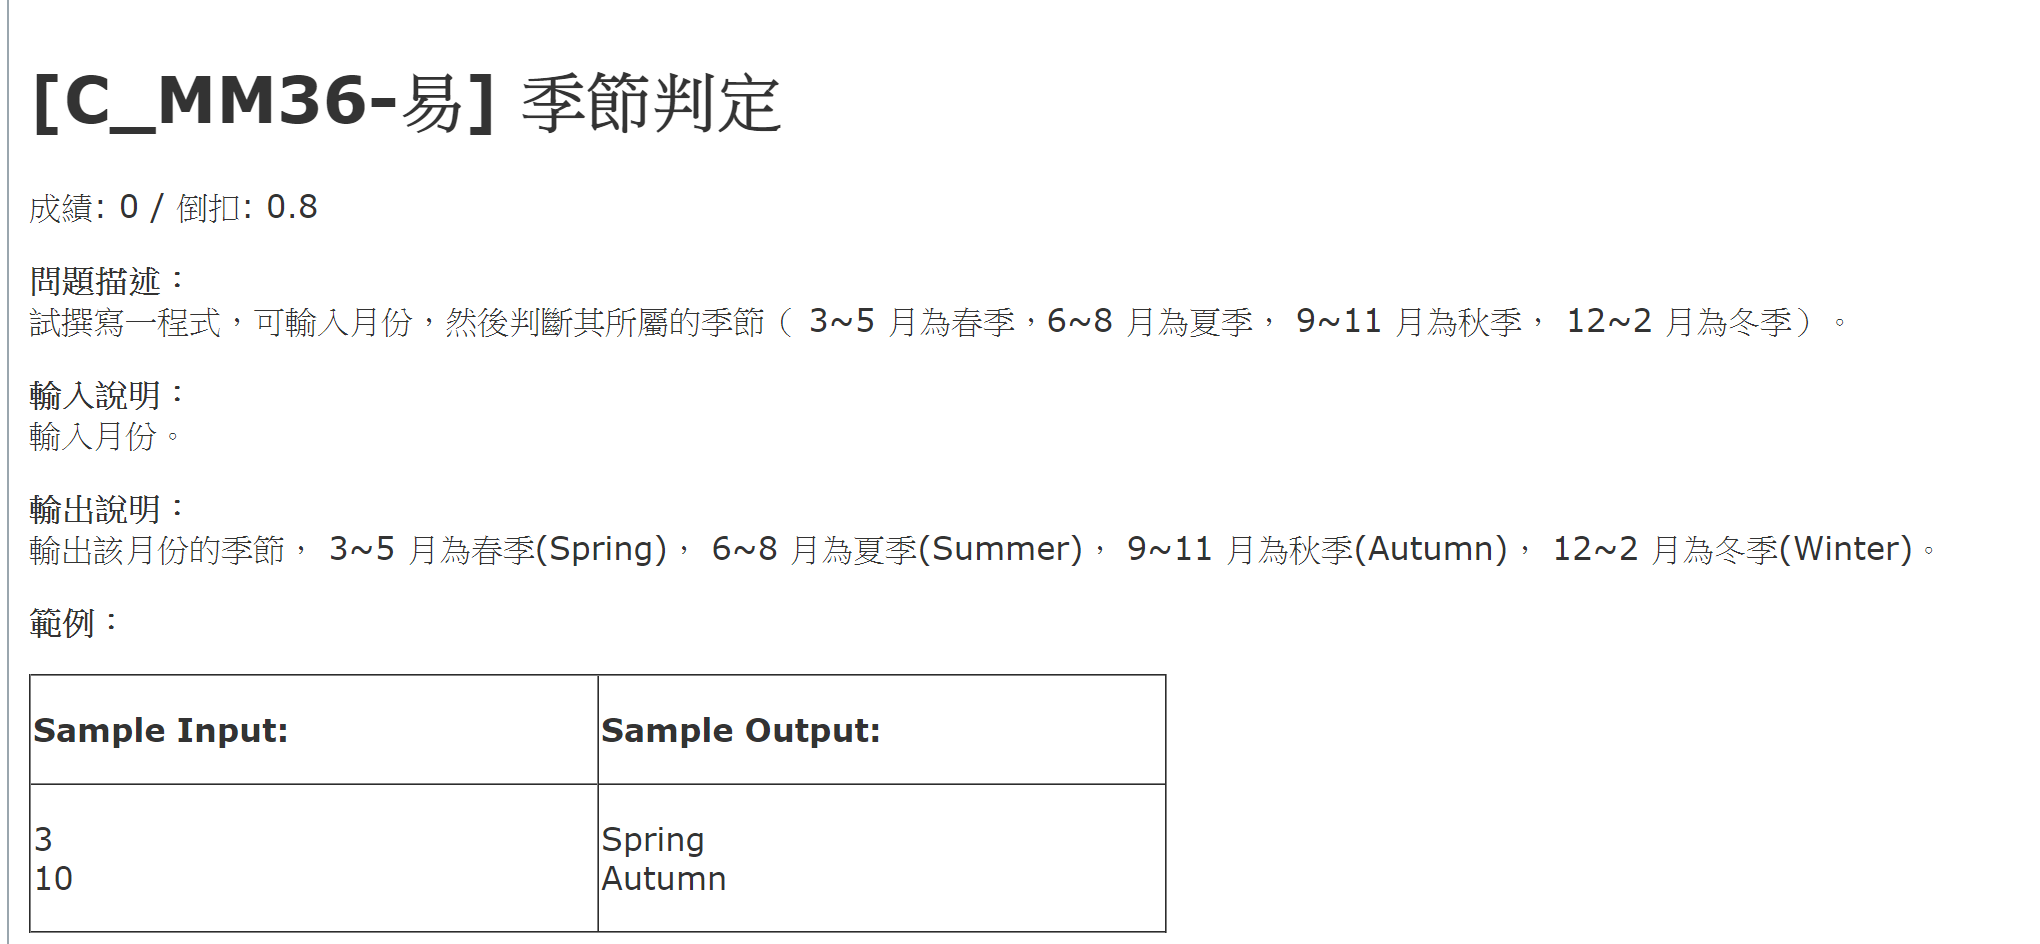 [C_MM36-易] 季節判定
成績: 0 / 倒扣: 0.8
問題描述：
試撰寫一程式，可輸入月份，然後判斷其所屬的季節（ 3~5 月為春季，6~8 月為夏季， 9~11 月為秋季， 12~2 月為冬季）。
輸入說明：
輸入月份。
輸出說明：
輸出該月份的季節， 3~5 月為春季(Spring)， 6~8 月為夏季(Summer)， 9~11 月為秋季(Autumn)， 12~2 月為冬季(Winter)。
範例：
Sample Input: Sample Output:
3 Spring
10 Autumn